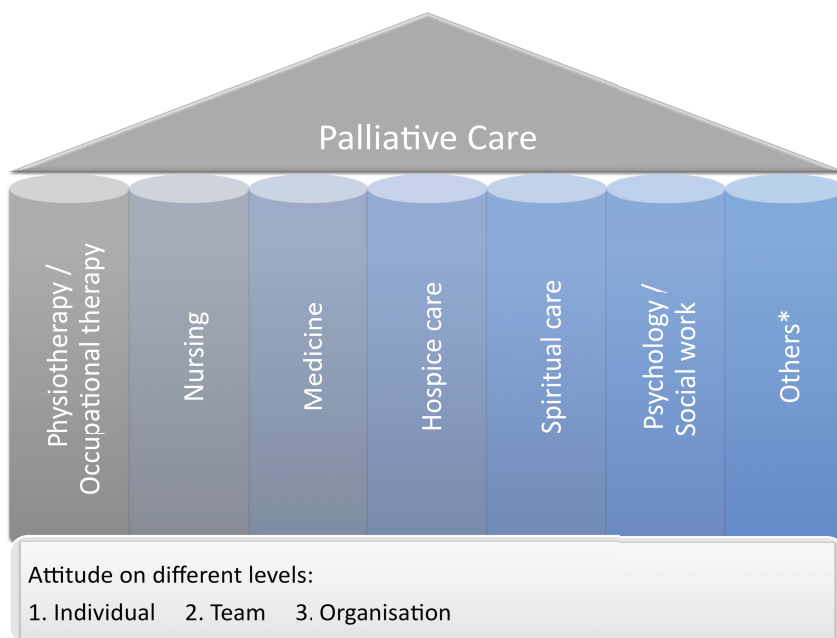 Palliative Care
Physiotherapy /
Occupational therapy
Nursing
Medicine
Hospice care
Spiritual care
Psychology /
Social work
Others*
Attitude on different levels:
1. Individual 2. Team 3. Organisation